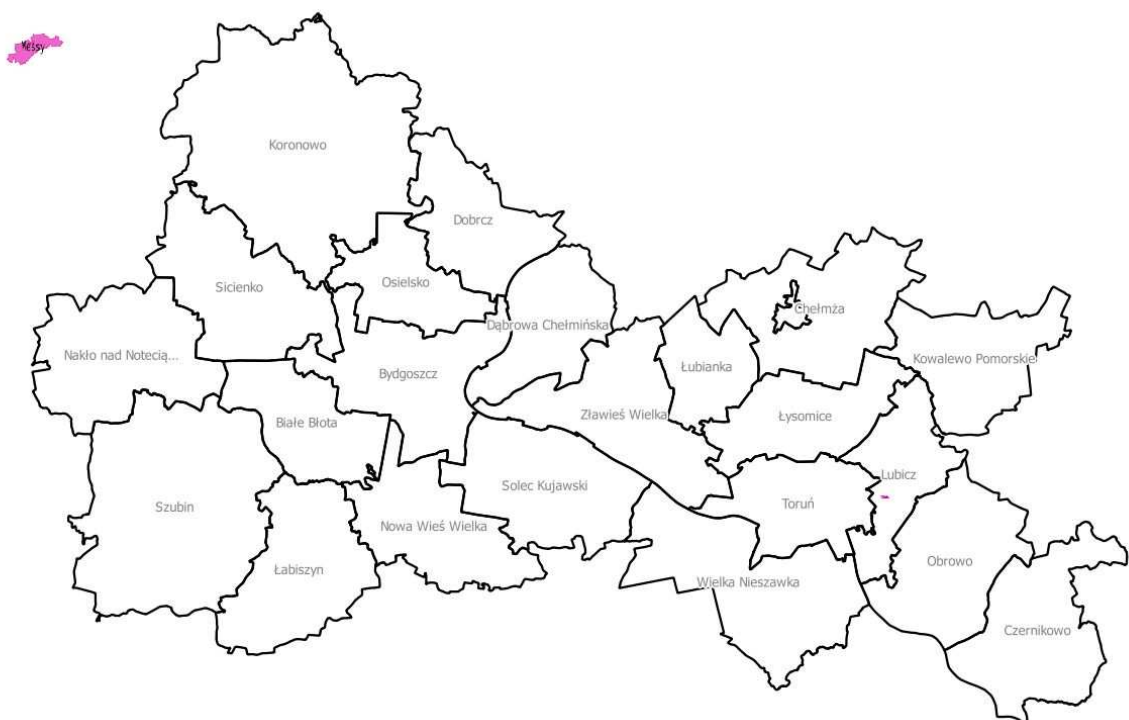 Messy
Koronowo
Dobrcz
Sicienko
Osielsko
Chełmża
Dąbrowa Chełmińska
Nakło nad Notecią...
Kowalewo Pomorskie
Łubianka
Bydgoszcz
Zławieś Wielka
Łysomice
Białe Błota
Lubicz
Solec Kujawski
Toruń
Szubin
Nowa Wieś Wielka
Obrowo
Łabiszyn
Wielka Nieszawka
Czernikowo